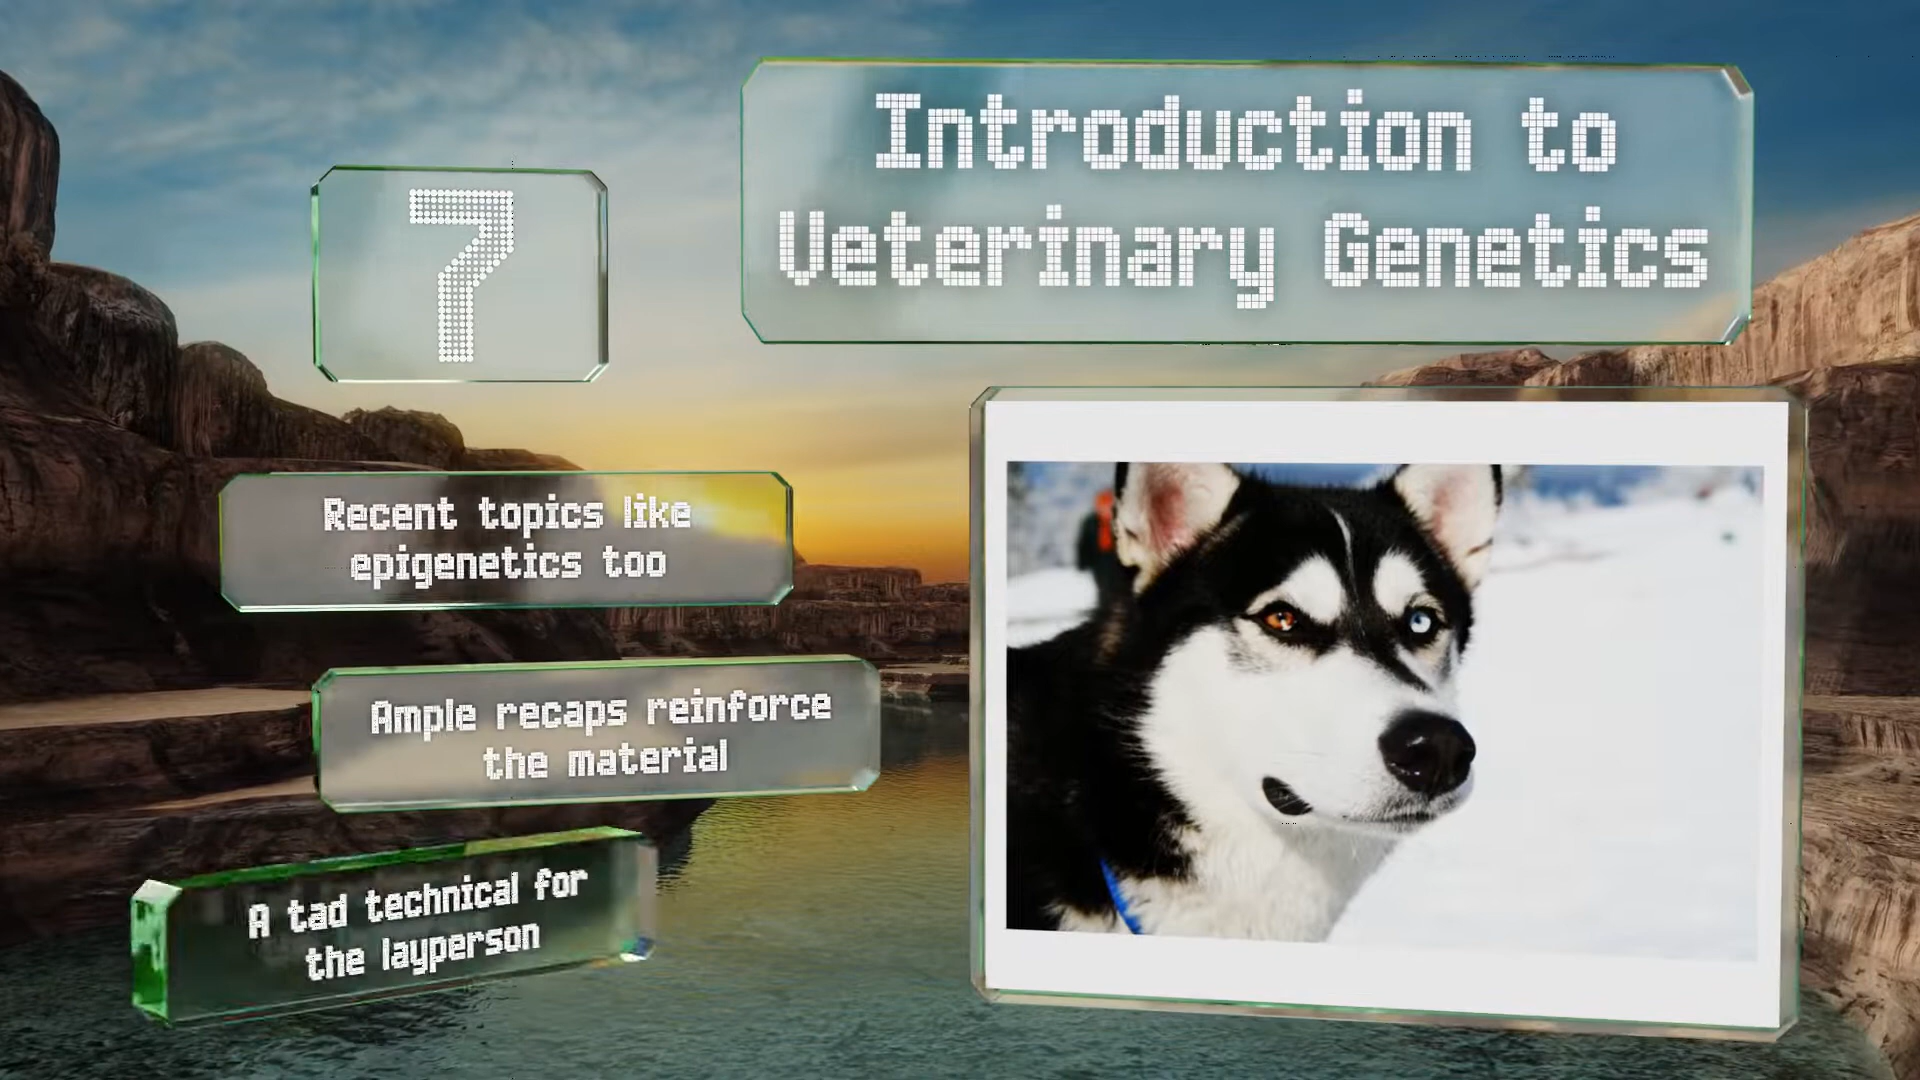 7
Introduction to
Veterinary Genetics
Recent topics like
epigenetics too
Ample recaps reinforce
the material
A tad technical for
the layperson